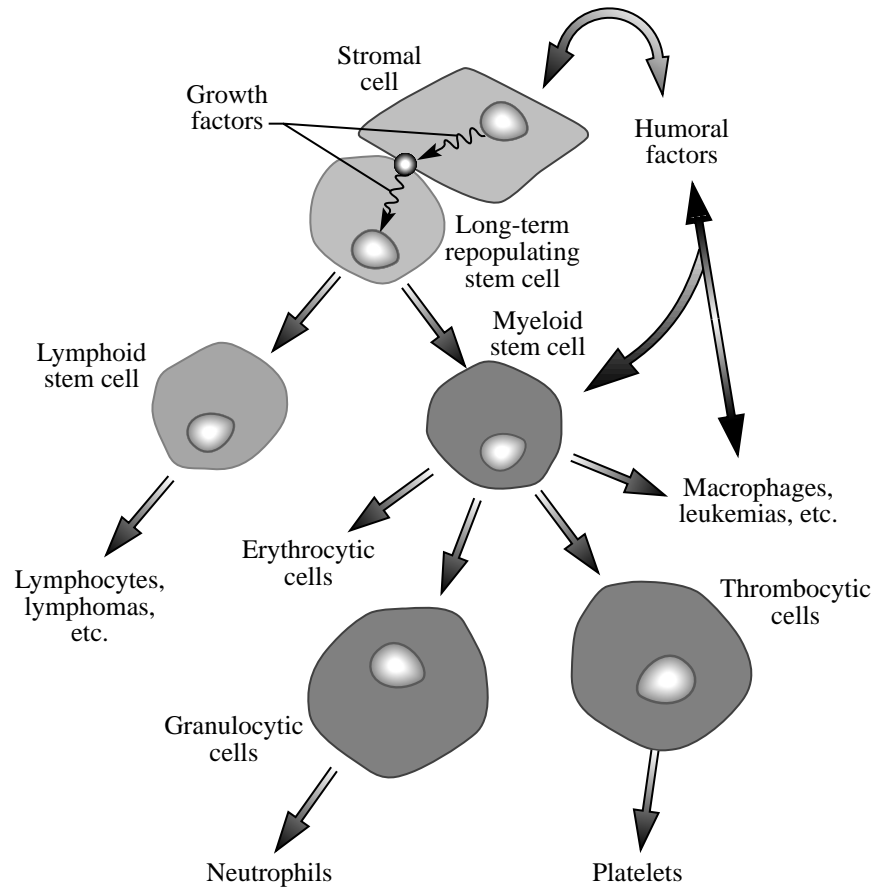 Stromal
cell
Growth
factors
Humoral
factors
Long-term
repopulating
stem cell
Myeloid
stem cell
Lymphoid
stem cell
Macrophages,
leukemias, etc.
Erythrocytic
cells
Lymphocytes,
lymphomas,
etc.
Thrombocytic
cells
Granulocytic
cells
Neutrophils
Platelets